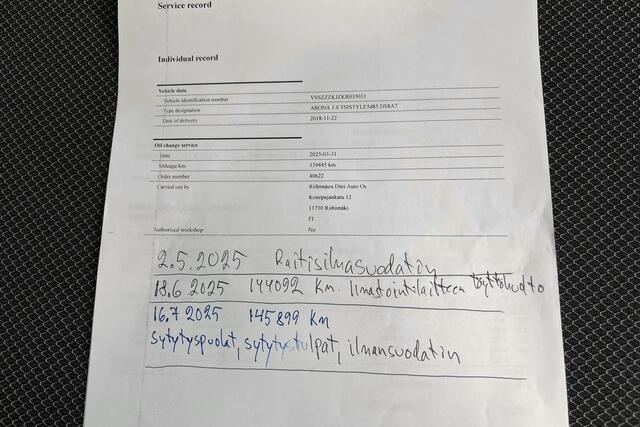 Service record
Individual record
Vehicle data
Vehicle identification number VSSZZZKJZKR035031
Type designation ARONA 1.0 TSISTYLE5d85 DS8A7
Date of delivery 2018-11-22
Oil change service
Date 2025-03-31
Mileage/km 139445 km
Order number 40622
Carried out by Riihimäen Dini Auto Oy
Konepajankatu 12
11710 Riihimäki
FI
Authorised workshop No
2.5.2025 Raitisilmasuodatin
18.6 2025 144092 km. Ilmastointilaitteen täyttöhuolto
16.7 2025 145899 km
sytytyspuolat, sytytystulpat, ilmansuodatin